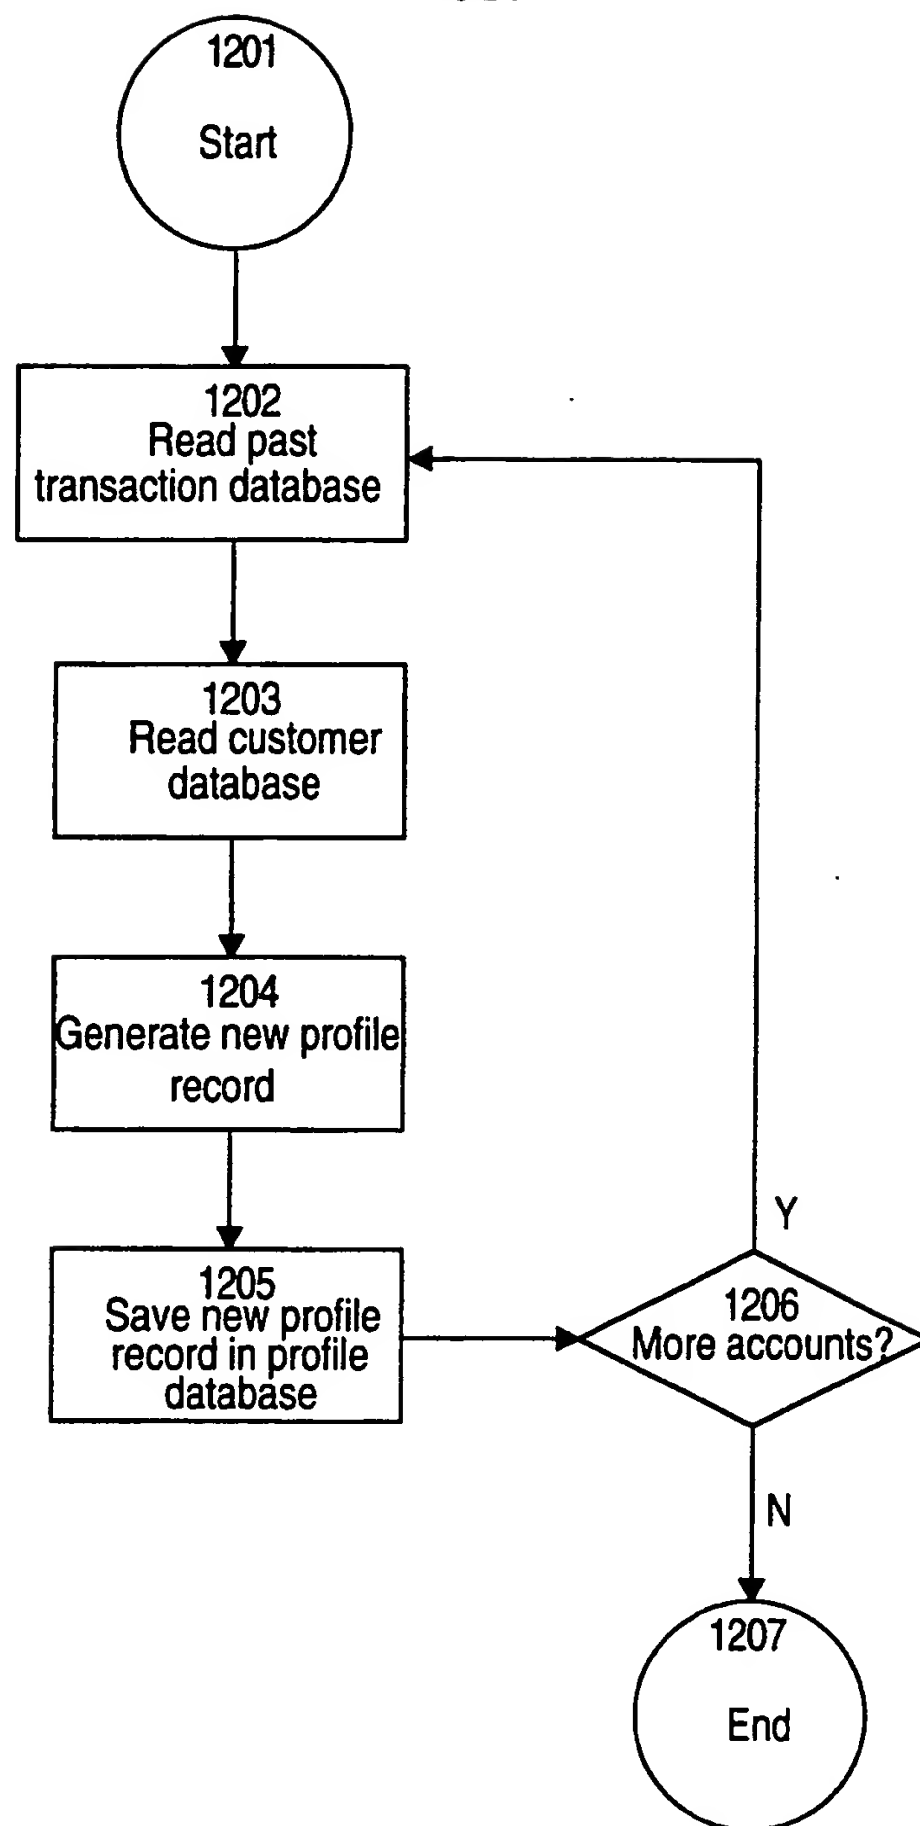 1201
Start
1202
Read past
transaction database
1203
Read customer
database
1204
Generate new profile
record
1205
Save new profile
record in profile
database
Y
1206
More accounts?
N
1207
End